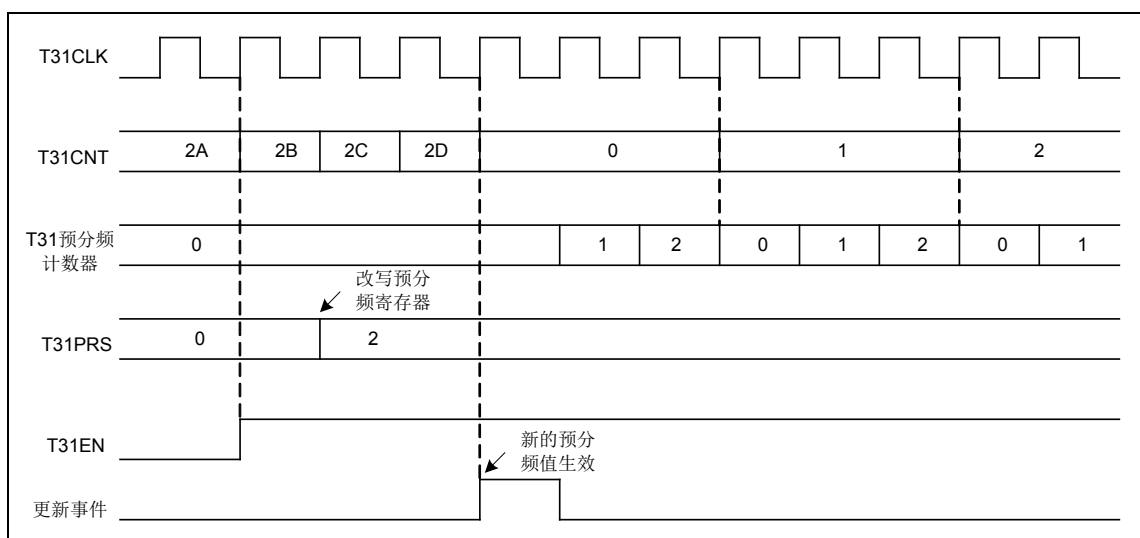 T31CLK
T31CNT 2A 2B 2C 2D 0 1 2
T31预分频
计数器
0 1 2 0 1 2 0 1
改写预分
频寄存器
T31PRS 0 2
T31EN
新的预分
频值生效
更新事件